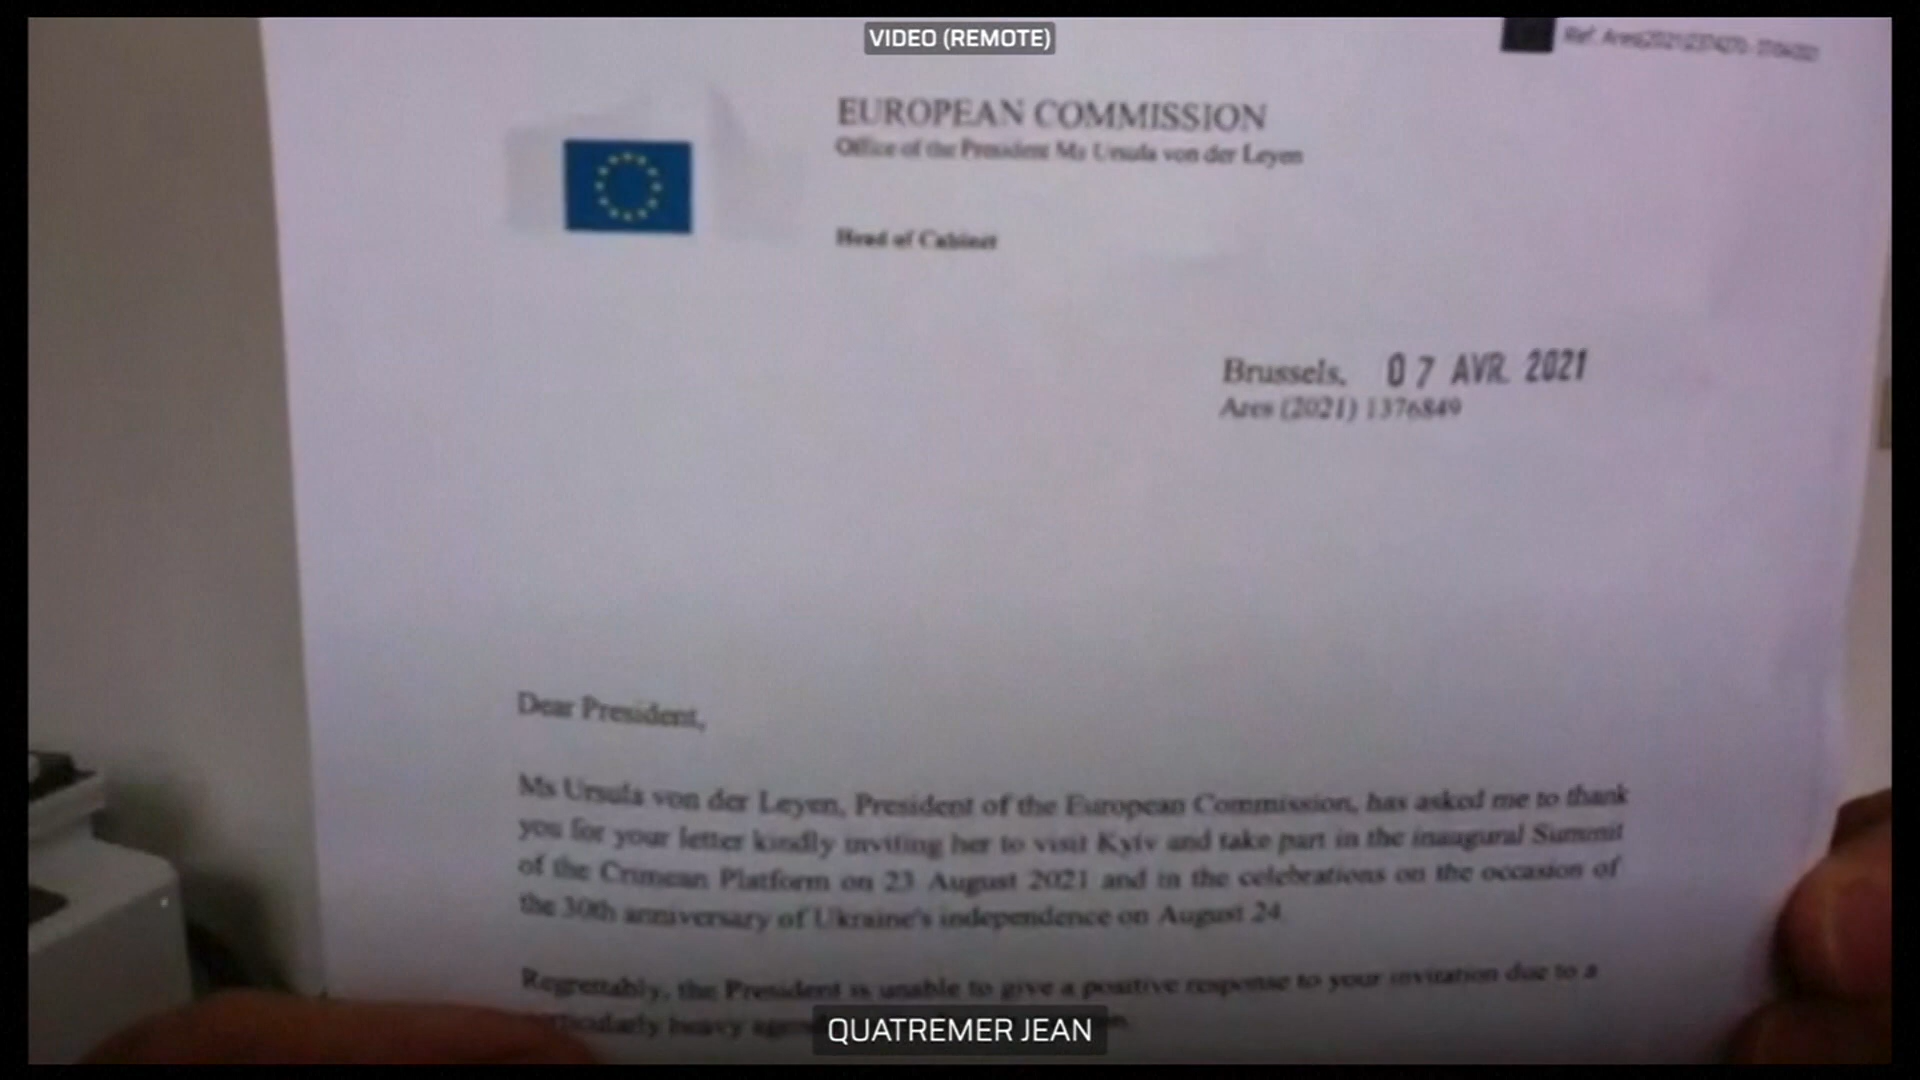 VIDEO (REMOTE)
EUROPEAN COMMISSION
Office of the President Ms Ursula von der Leyen
Head of Cabinet
Brussels, 07 AVR. 2021
Ares (2021) 1376849
Dear President,
Ms Ursula von der Leyen, President of the European Commission, has asked me to thank
you for your letter kindly inviting her to visit Kyiv and take part in the inaugural Summit
of the Crimean Platform on 23 August 2021 and in the celebrations on the occasion of
the 30th anniversary of Ukraine's independence on August 24.
Regrettably, the President is unable to give a positive response to your invitation due to a
heavy
QUATREMER JEAN